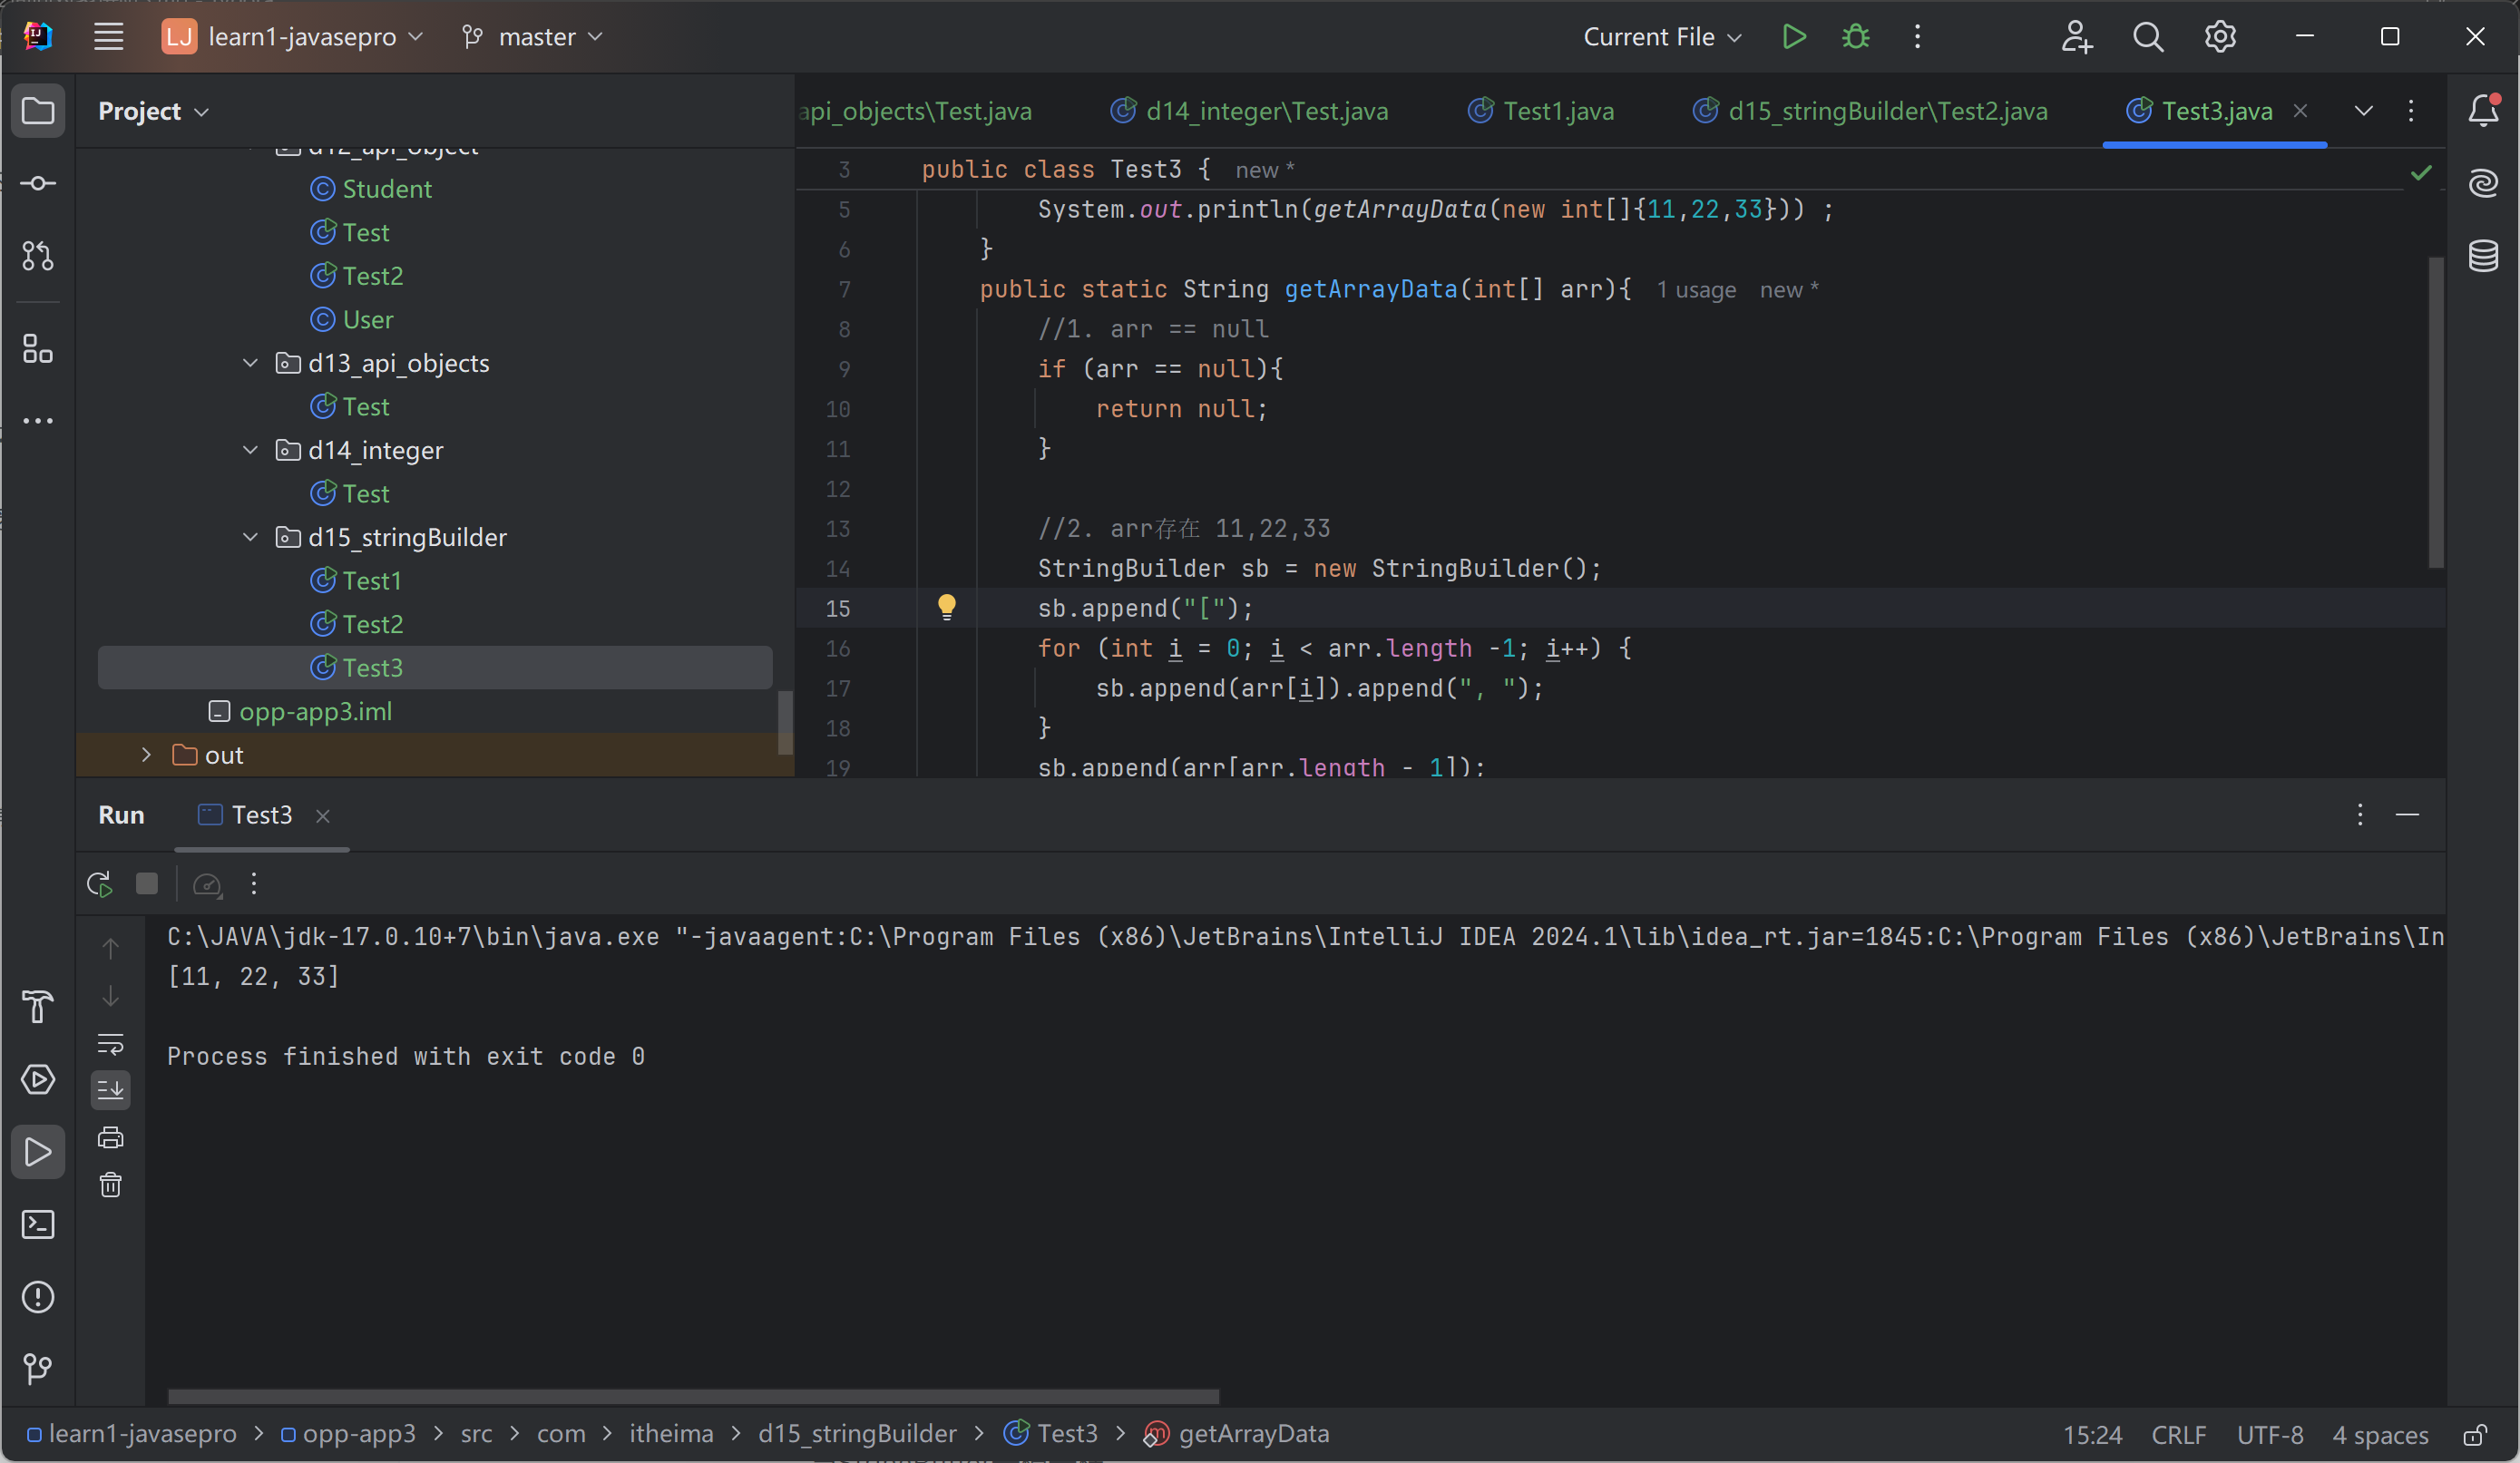 LJ learn1-javasepro master Current File
Project
api_objects\Test.java d14_integer\Test.java Test1.java d15_stringBuilder\Test2.java Test3.java
d12_api_object
Student
Test
Test2
User
d13_api_objects
Test
d14_integer
Test
d15_stringBuilder
Test1
Test2
Test3
opp-app3.iml
out
3 public class Test3 { new *
5 System.out.println(getArrayData(new int[]{11,22,33})) ;
6 }
7 public static String getArrayData(int[] arr){ 1 usage new *
8 //1. arr == null
9 if (arr == null){
10 return null;
11 }
12
13 //2. arr存在 11,22,33
14 StringBuilder sb = new StringBuilder();
15 sb.append("[");
16 for (int i = 0; i < arr.length -1; i++) {
17 sb.append(arr[i]).append(", ");
18 }
19 sb.append(arr[arr.length - 1]);
Run Test3
C:\JAVA\jdk-17.0.10+7\bin\java.exe "-javaagent:C:\Program Files (x86)\JetBrains\IntelliJ IDEA 2024.1\lib\idea_rt.jar=1845:C:\Program Files (x86)\JetBrains\In
[11, 22, 33]
Process finished with exit code 0
learn1-javasepro > opp-app3 > src > com > itheima > d15_stringBuilder > Test3 > getArrayData 15:24 CRLF UTF-8 4 spaces